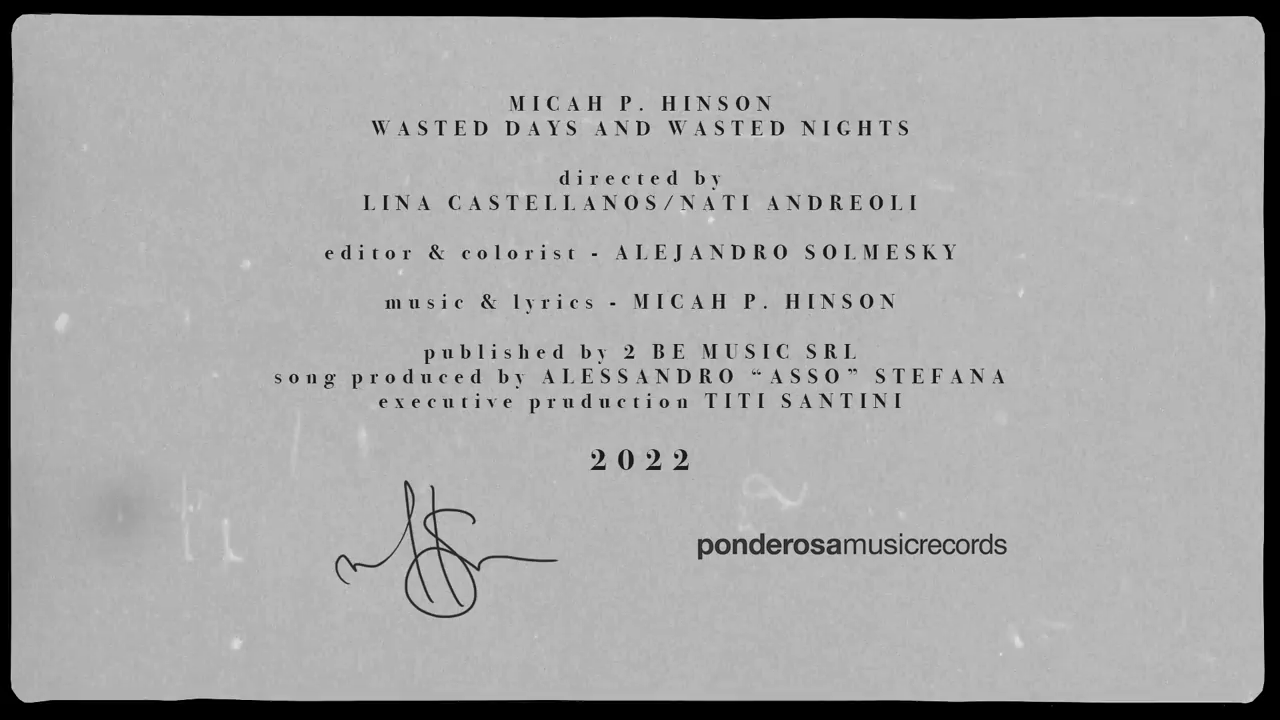 MICAH P. HINSON
WASTED DAYS AND WASTED NIGHTS
directed by
LINA CASTELLANOS/NATI ANDREOLI
editor & colorist - ALEJANDRO SOLMESKY
music & lyrics - MICAH P. HINSON
published by 2 BE MUSIC SRL
song produced by ALESSANDRO “ASSO” STEFANA
executive pruduction TITI SANTINI
2022
ponderosamusicrecords